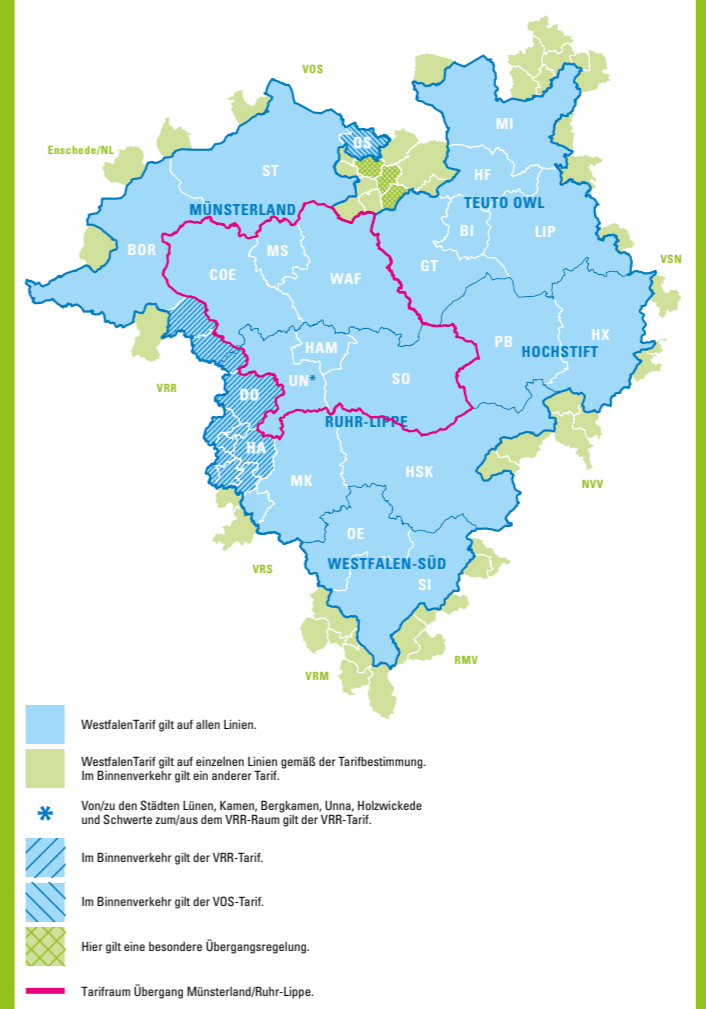 VOS
MI
OS
Enschede/NL
ST
HF
MÜNSTERLAND
TEUTO OWL
BI
LIP
BOR
MS
GT
VSN
COE
WAF
PB
HX
HAM
HOCHSTIFT
VRR
UN*
SO
DO
RUHR-LIPPE
HA
HSK
MK
NVV
OE
VRS
WESTFALEN-SÜD
SI
RMV
VRM
WestfalenTarif gilt auf allen Linien.
WestfalenTarif gilt auf einzelnen Linien gemäß der Tarifbestimmung.
Im Binnenverkehr gilt ein anderer Tarif.
* Von/zu den Städten Lünen, Kamen, Bergkamen, Unna, Holzwickede
und Schwerte zum/aus dem VRR-Raum gilt der VRR-Tarif.
Im Binnenverkehr gilt der VRR-Tarif.
Im Binnenverkehr gilt der VOS-Tarif.
Hier gilt eine besondere Übergangsregelung.
Tarifraum Übergang Münsterland/Ruhr-Lippe.